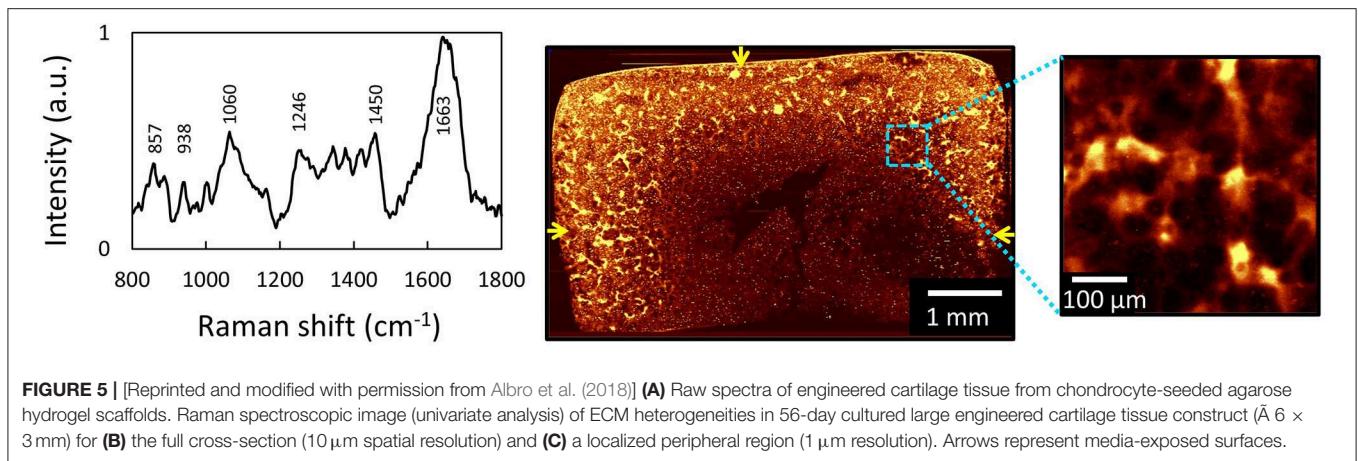 1
857
938
1060
1246
1450
1663
Intensity (a.u.)
0
800 1000 1200 1400 1600 1800
Raman shift (cm-1)
1 mm
100 µm
FIGURE 5 | [Reprinted and modified with permission from Albro et al. (2018)] (A) Raw spectra of engineered cartilage tissue from chondrocyte-seeded agarose
hydrogel scaffolds. Raman spectroscopic image (univariate analysis) of ECM heterogeneities in 56-day cultured large engineered cartilage tissue construct (Ã 6 ×
3 mm) for (B) the full cross-section (10 µm spatial resolution) and (C) a localized peripheral region (1 µm resolution). Arrows represent media-exposed surfaces.